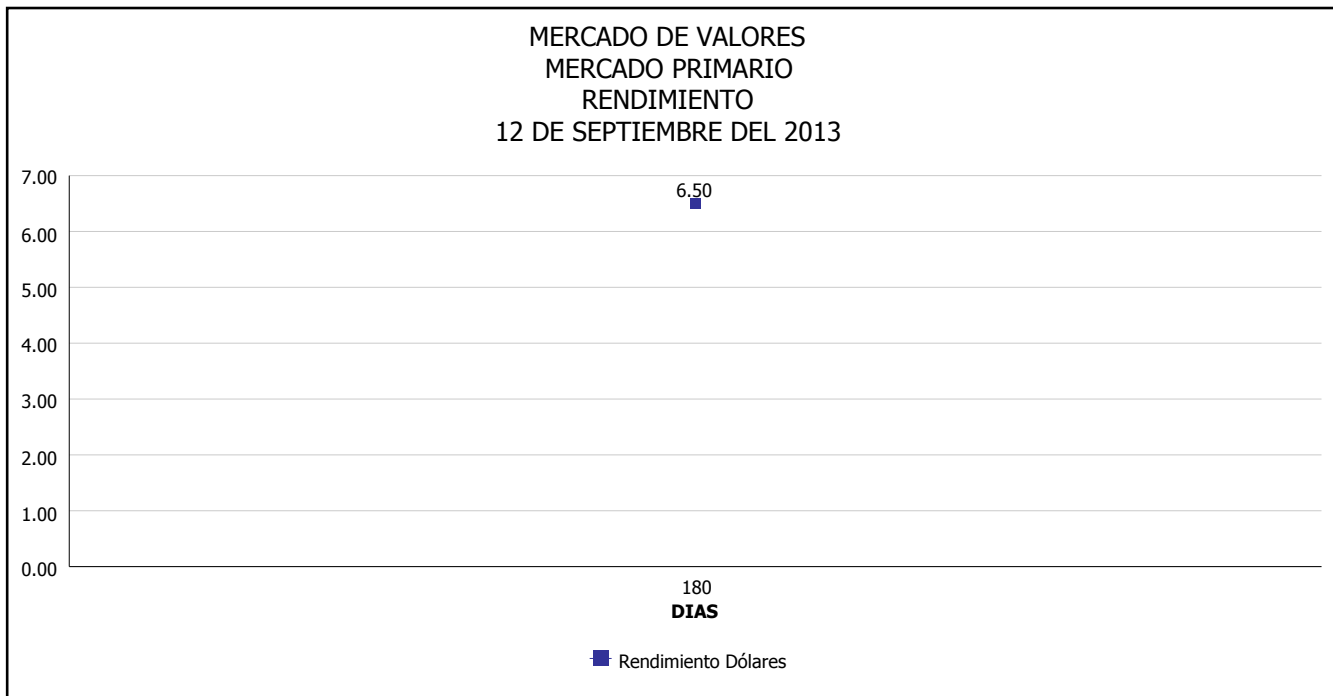 MERCADO DE VALORES
MERCADO PRIMARIO
RENDIMIENTO
12 DE SEPTIEMBRE DEL 2013
7.00
6.50
6.00
5.00
4.00
3.00
2.00
1.00
0.00
180
DIAS
Rendimiento Dólares